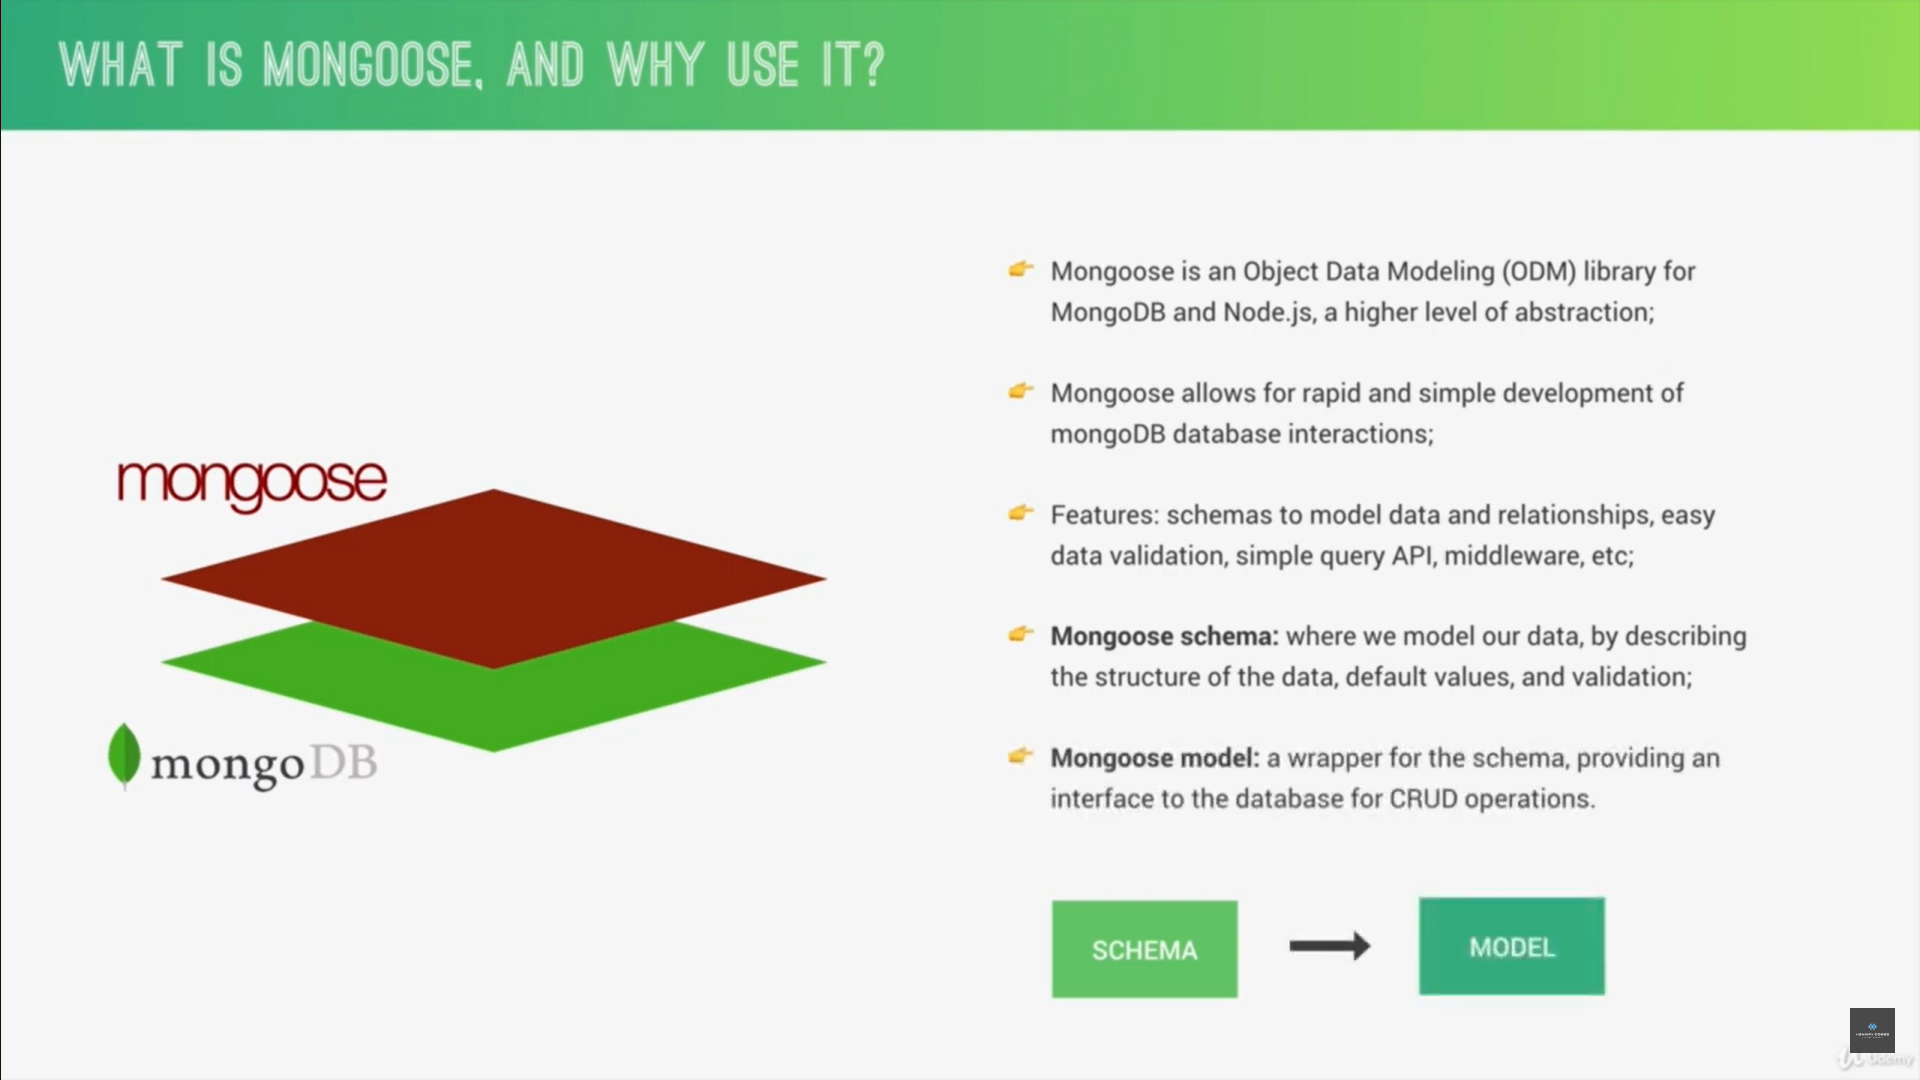 WHAT IS MONGOOSE, AND WHY USE IT?
mongoose
mongoDB
Mongoose is an Object Data Modeling (ODM) library for
MongoDB and Node.js, a higher level of abstraction;
Mongoose allows for rapid and simple development of
mongoDB database interactions;
Features: schemas to model data and relationships, easy
data validation, simple query API, middleware, etc;
Mongoose schema: where we model our data, by describing
the structure of the data, default values, and validation;
Mongoose model: a wrapper for the schema, providing an
interface to the database for CRUD operations.
SCHEMA
MODEL
Udemy